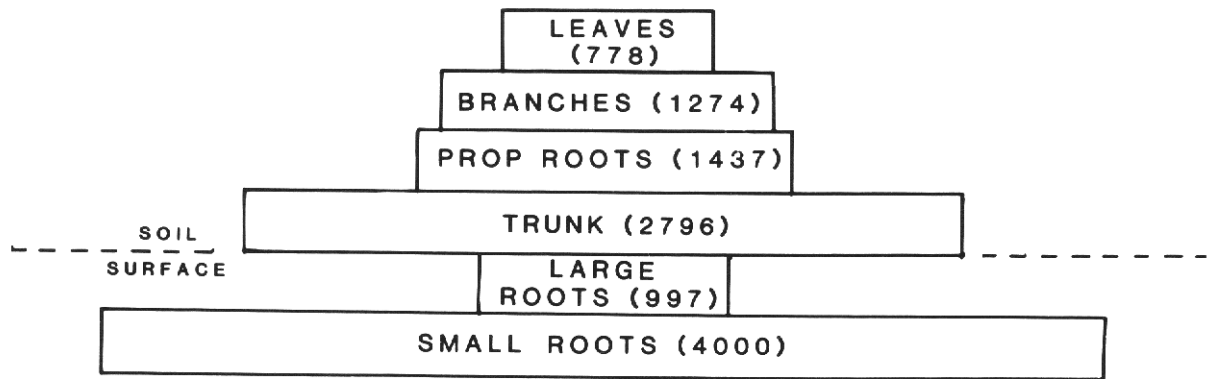 LEAVES
(778)
BRANCHES (1274)
PROP ROOTS (1437)
TRUNK (2796)
SOIL
SURFACE
LARGE
ROOTS (997)
SMALL ROOTS (4000)